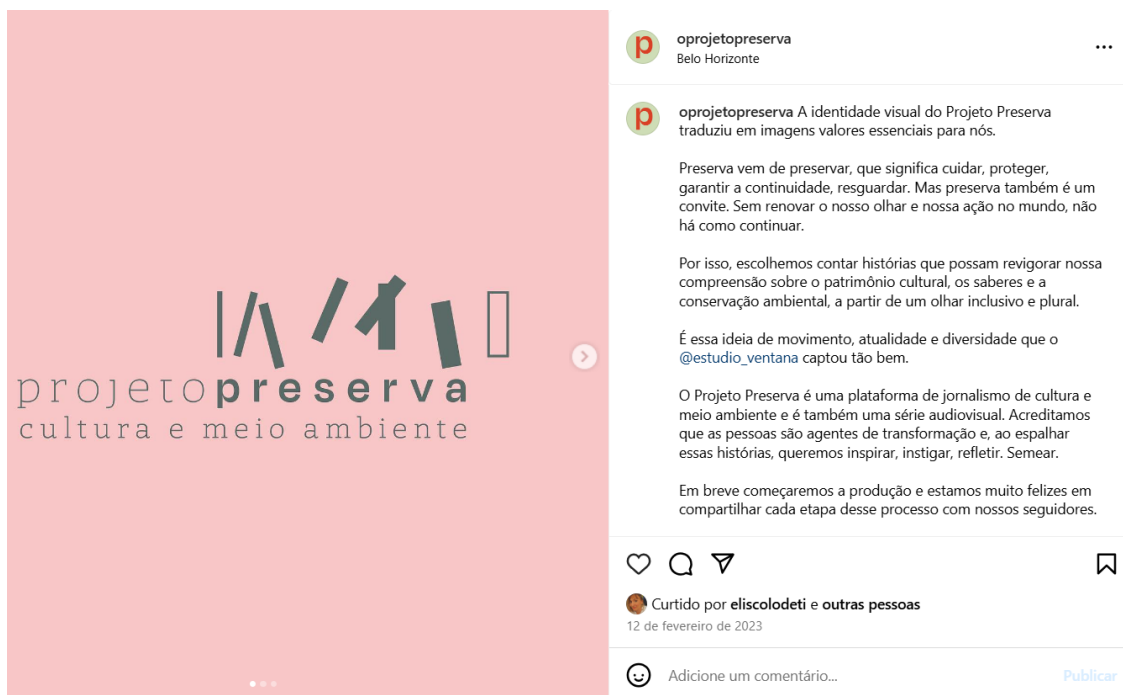 projetopreserva
cultura e meio ambiente
p
oprojetopreserva
Belo Horizonte
p
oprojetopreserva A identidade visual do Projeto Preserva
traduziu em imagens valores essenciais para nós.
Preserva vem de preservar, que significa cuidar, proteger,
garantir a continuidade, resguardar. Mas preserva também é um
convite. Sem renovar o nosso olhar e nossa ação no mundo, não
há como continuar.
Por isso, escolhemos contar histórias que possam revigorar nossa
compreensão sobre o patrimônio cultural, os saberes e a
conservação ambiental, a partir de um olhar inclusivo e plural.
É essa ideia de movimento, atualidade e diversidade que o
@estudio_ventana captou tão bem.
O Projeto Preserva é uma plataforma de jornalismo de cultura e
meio ambiente e é também uma série audiovisual. Acreditamos
que as pessoas são agentes de transformação e, ao espalhar
essas histórias, queremos inspirar, instigar, refletir. Semear.
Em breve começaremos a produção e estamos muito felizes em
compartilhar cada etapa desse processo com nossos seguidores.
Curtido por eliscolodeti e outras pessoas
12 de fevereiro de 2023
Adicione um comentário...
Publicar